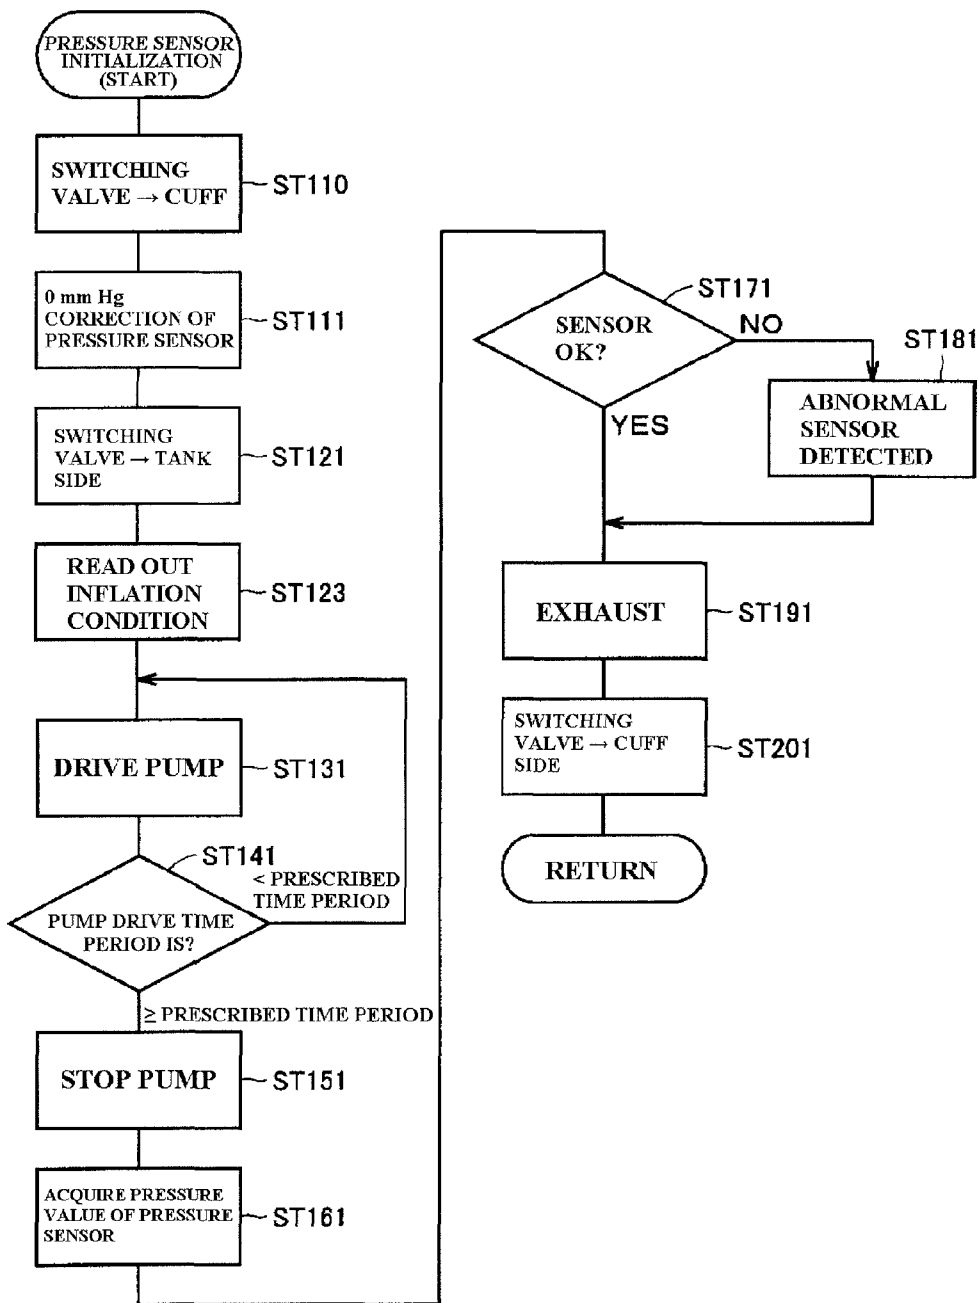 PRESSURE SENSOR
INITIALIZATION
(START)
SWITCHING
VALVE → CUFF
ST110
0 mm Hg
CORRECTION OF
PRESSURE SENSOR
ST111
SWITCHING
VALVE → TANK
SIDE
ST121
READ OUT
INFLATION
CONDITION
ST123
DRIVE PUMP
ST131
ST141
< PRESCRIBED
TIME PERIOD
PUMP DRIVE TIME
PERIOD IS?
≥ PRESCRIBED TIME PERIOD
STOP PUMP
ST151
ACQUIRE PRESSURE
VALUE OF PRESSURE
SENSOR
ST161
ST171
SENSOR
OK?
NO
YES
ST181
ABNORMAL
SENSOR
DETECTED
EXHAUST
ST191
SWITCHING
VALVE → CUFF
SIDE
ST201
RETURN